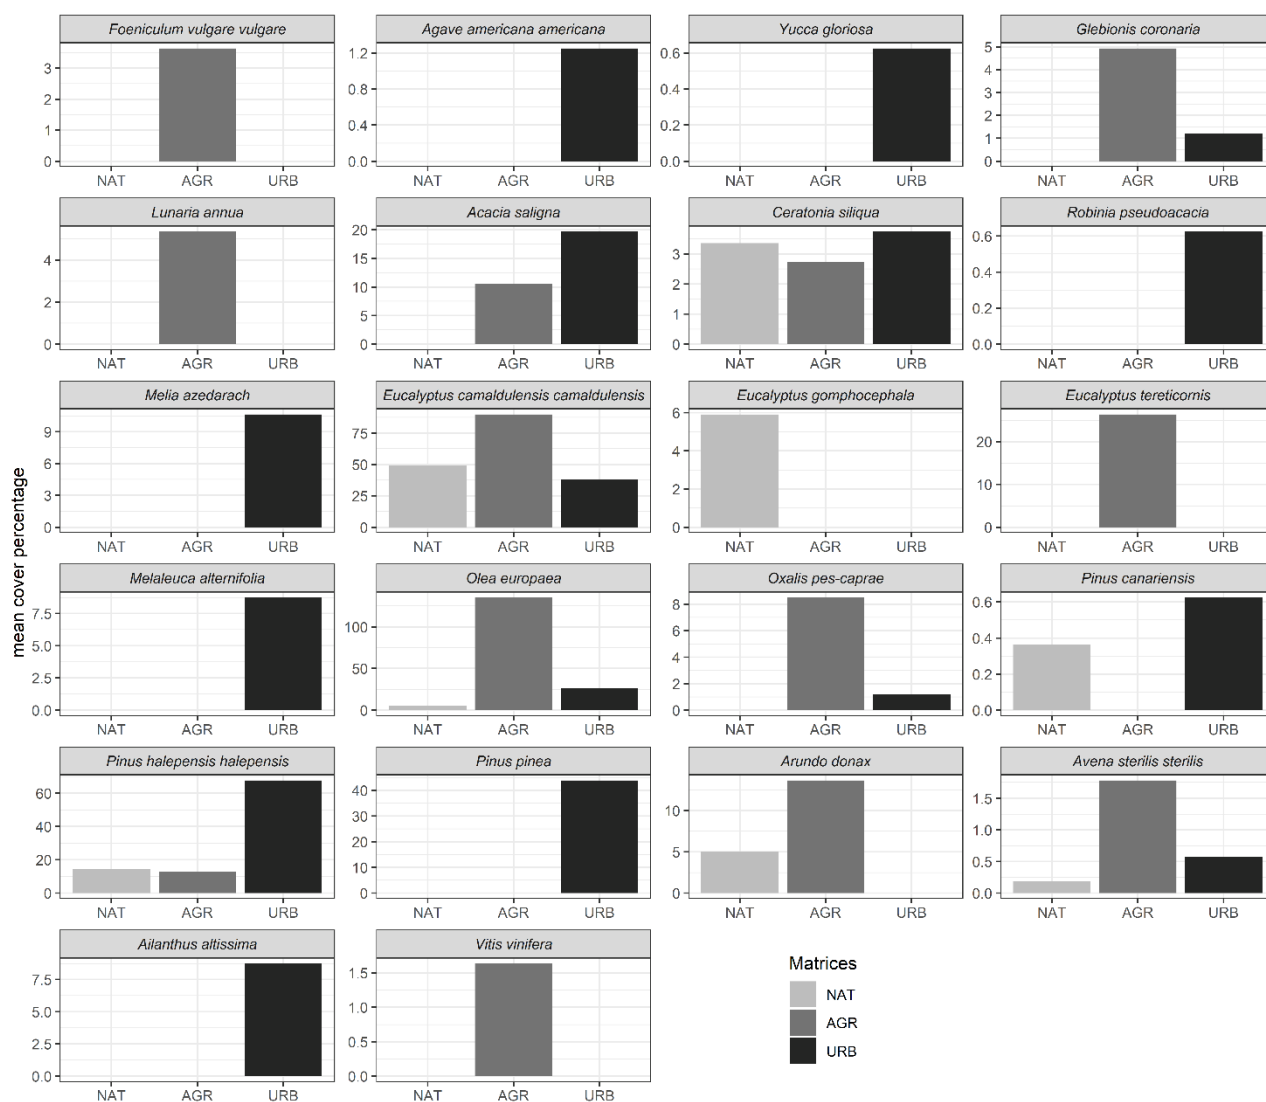 Foeniculum vulgare vulgare
Agave americana americana
Yucca gloriosa
Glebionis coronaria
3
2
1
0
1.2
0.8
0.4
0.0
0.6
0.4
0.2
0.0
5
4
3
2
1
0
NAT AGR URB
NAT AGR URB
NAT AGR URB
NAT AGR URB
Lunaria annua
Acacia saligna
Ceratonia siliqua
Robinia pseudoacacia
4
2
0
20
15
10
5
0
3
2
1
0
0.6
0.4
0.2
0.0
NAT AGR URB
NAT AGR URB
NAT AGR URB
NAT AGR URB
mean cover percentage
Melia azedarach
Eucalyptus camaldulensis camaldulensis
Eucalyptus gomphocephala
Eucalyptus tereticornis
9
6
3
0
75
50
25
0
6
4
2
0
20
10
0
NAT AGR URB
NAT AGR URB
NAT AGR URB
NAT AGR URB
Melaleuca alternifolia
Olea europaea
Oxalis pes-caprae
Pinus canariensis
7.5
5.0
2.5
0.0
100
50
0
8
6
4
2
0
0.6
0.4
0.2
0.0
NAT AGR URB
NAT AGR URB
NAT AGR URB
NAT AGR URB
Pinus halepensis halepensis
Pinus pinea
Arundo donax
Avena sterilis sterilis
60
40
20
0
40
30
20
10
0
10
5
0
1.5
1.0
0.5
0.0
NAT AGR URB
NAT AGR URB
NAT AGR URB
NAT AGR URB
Ailanthus altissima
Vitis vinifera
7.5
5.0
2.5
0.0
1.5
1.0
0.5
0.0
NAT AGR URB
NAT AGR URB
Matrices
NAT
AGR
URB